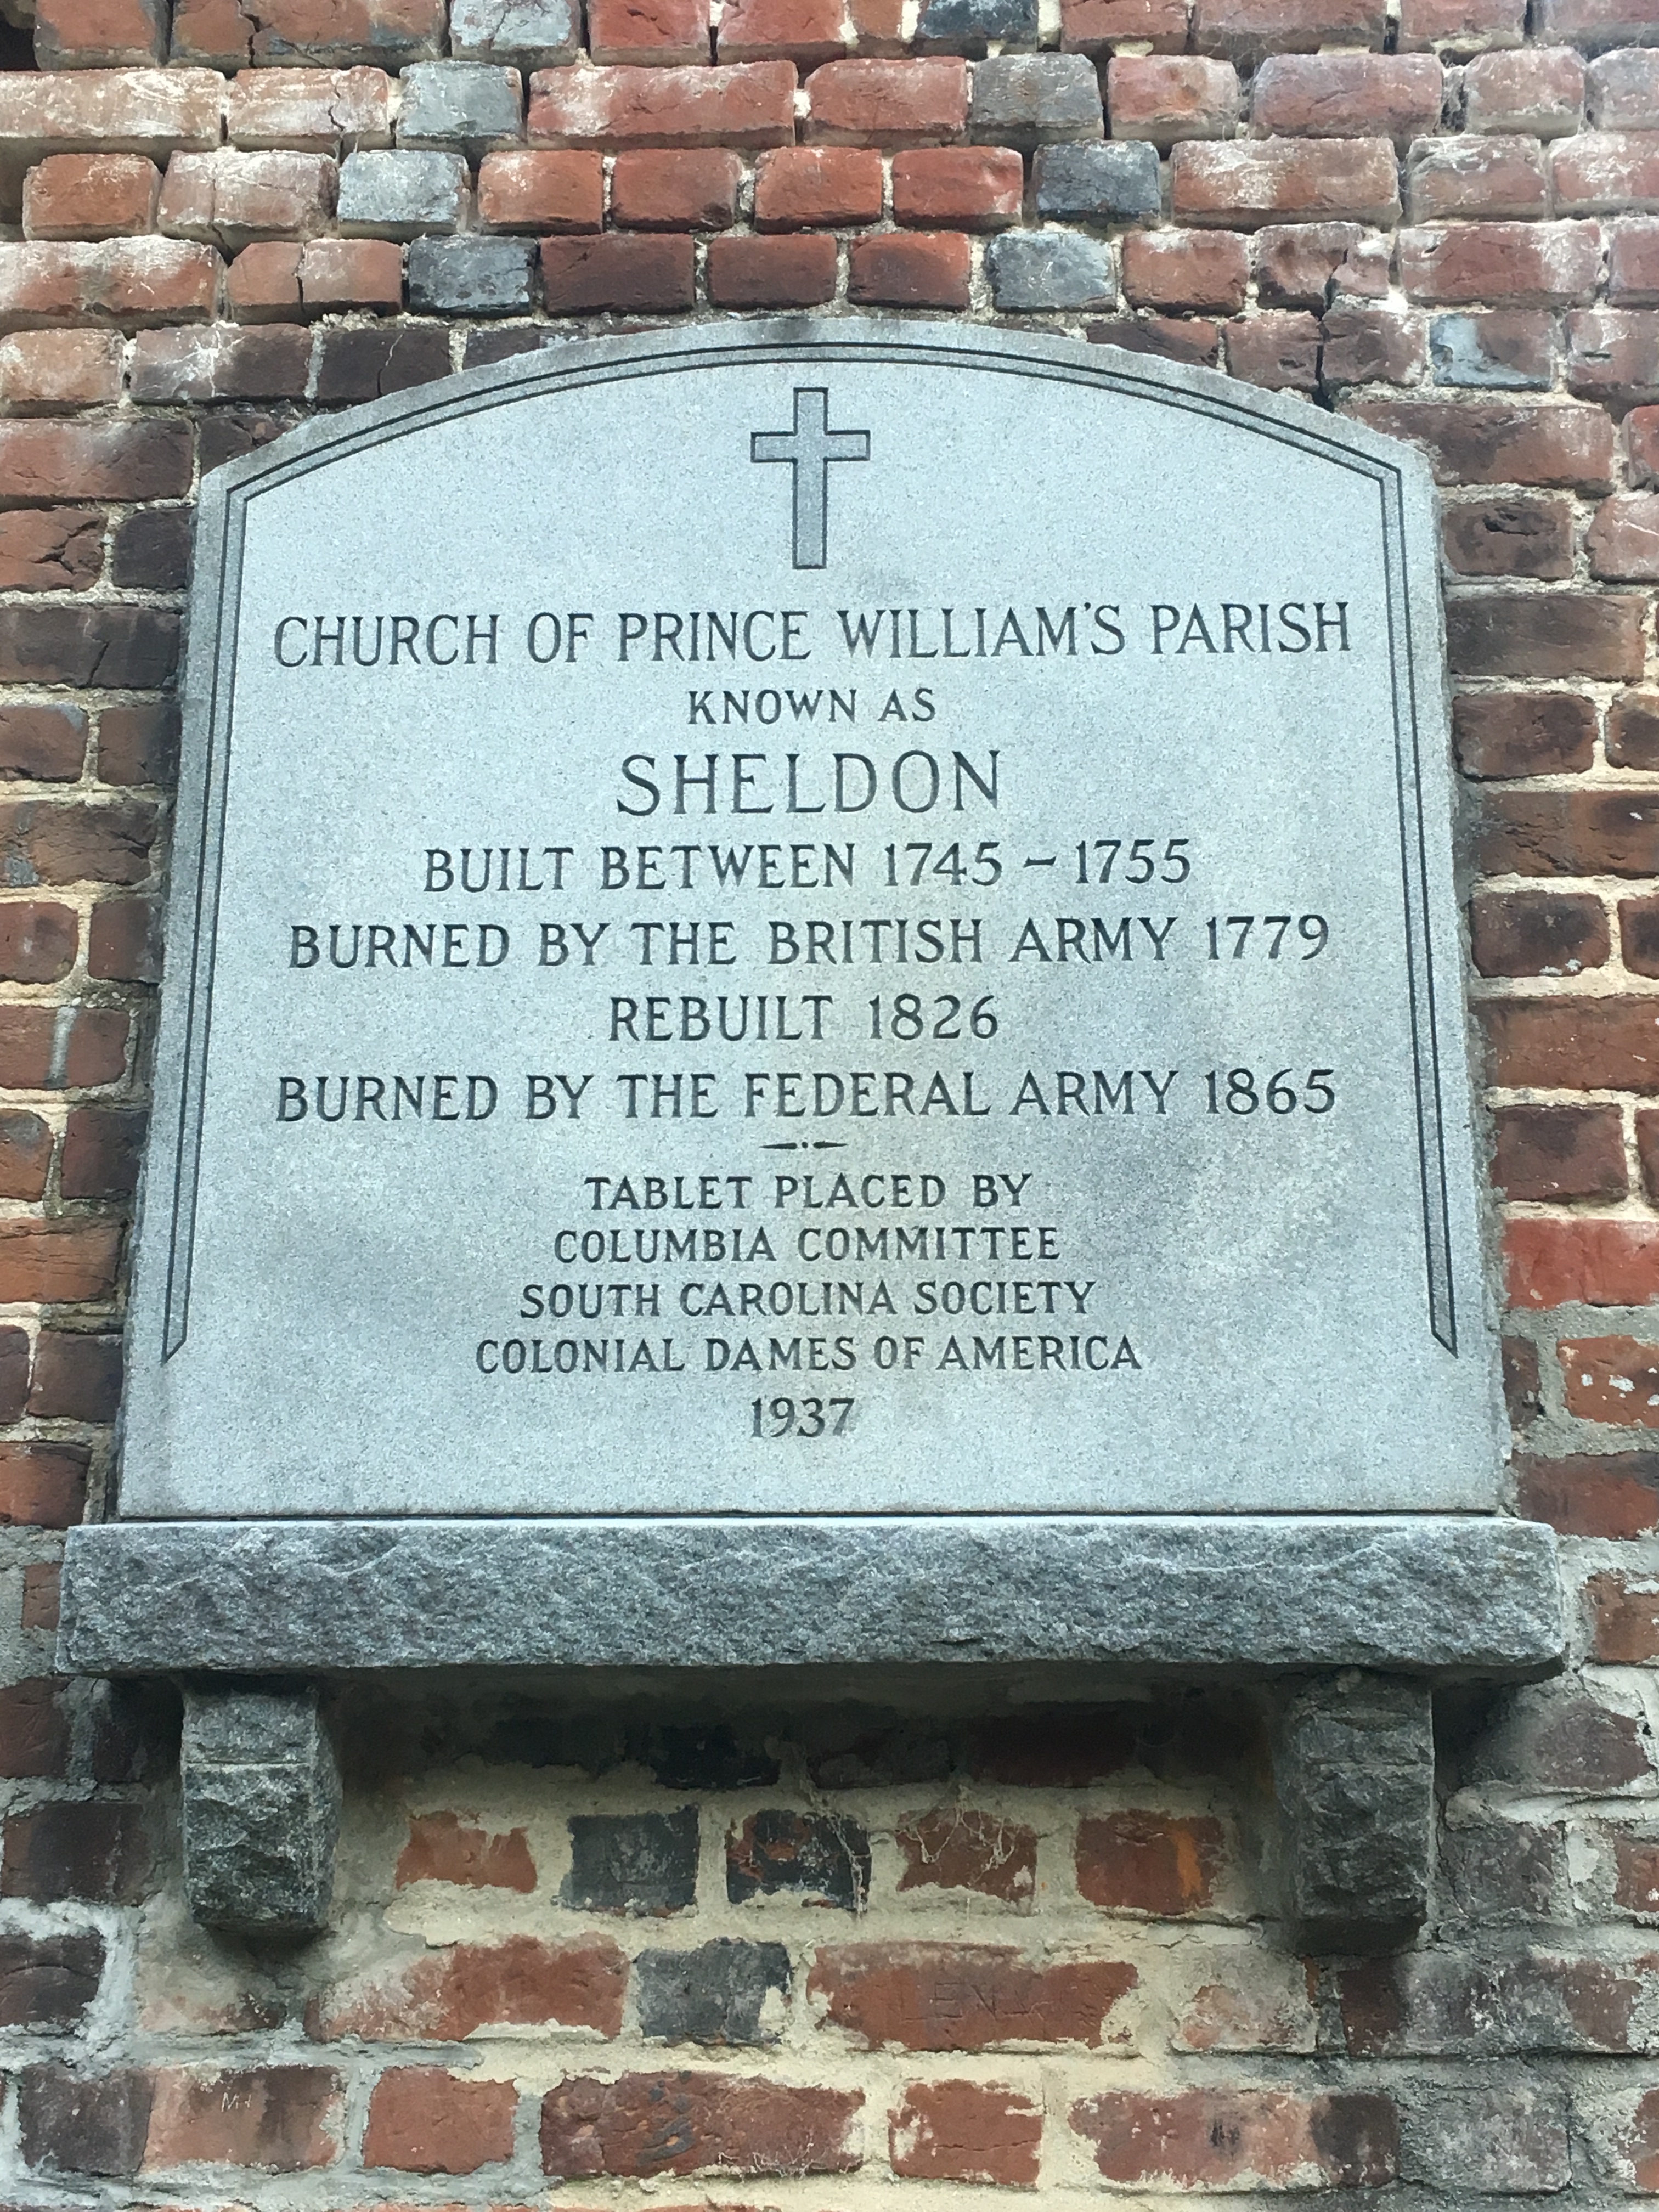 CHURCH OF PRINCE WILLIAM'S PARISH
KNOWN AS
SHELDON
BUILT BETWEEN 1745 – 1755
BURNED BY THE BRITISH ARMY 1779
REBUILT 1826
BURNED BY THE FEDERAL ARMY 1865
TABLET PLACED BY
COLUMBIA COMMITTEE
SOUTH CAROLINA SOCIETY
COLONIAL DAMES OF AMERICA
1937